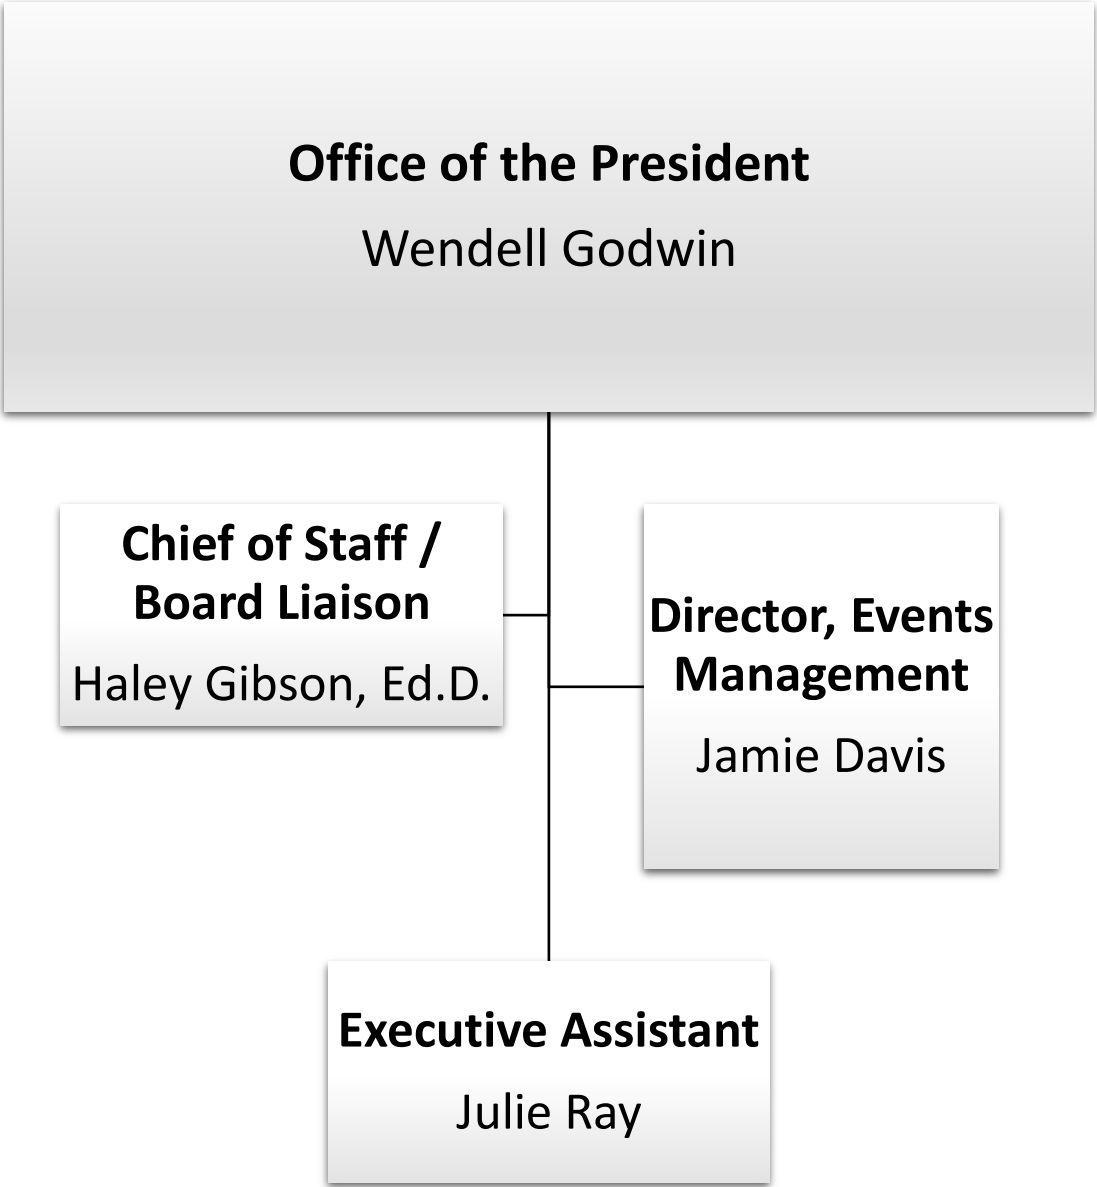 Office of the President
Wendell Godwin
Chief of Staff /
Board Liaison
Haley Gibson, Ed.D.
Director, Events
Management
Jamie Davis
Executive Assistant
Julie Ray